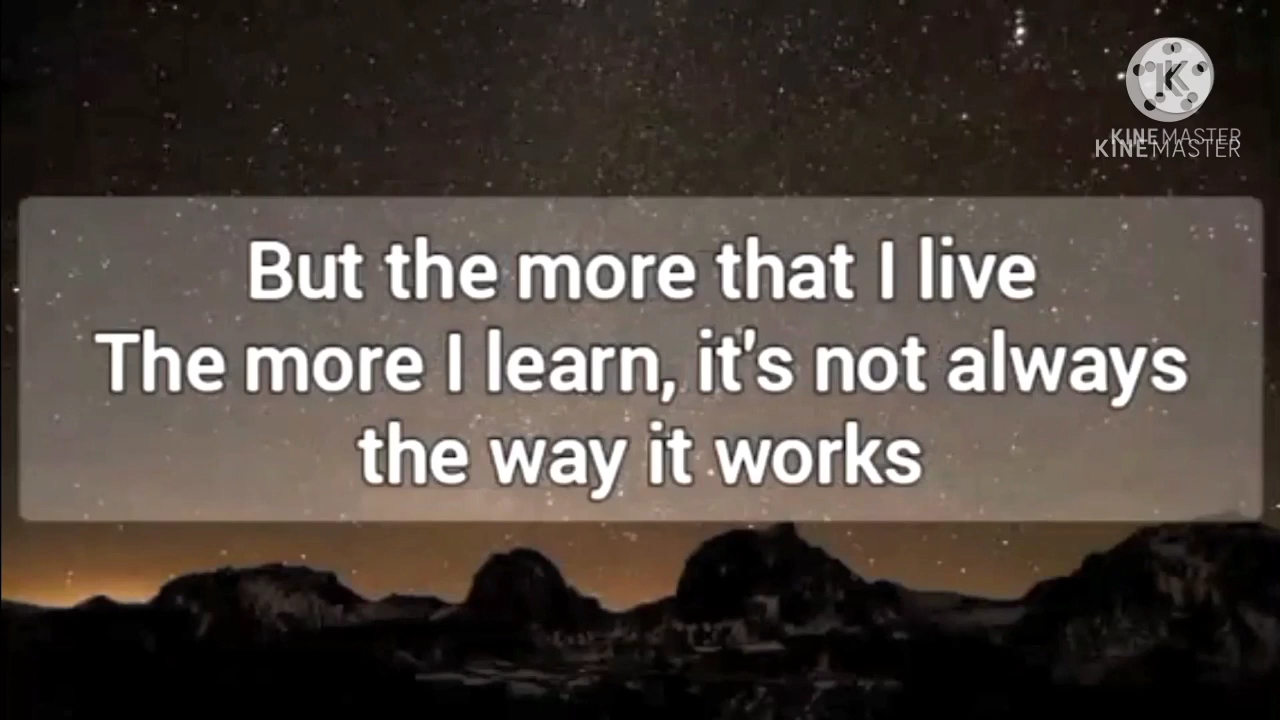 KINEMASTER
KINEMASTER
But the more that I live
The more I learn, it's not always
the way it works